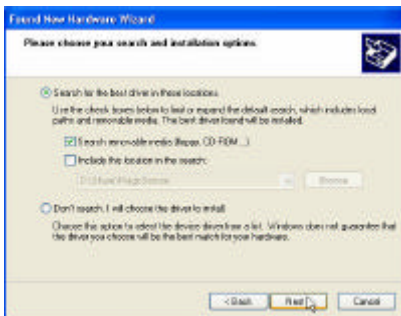 Found New Hardware Wizard
Please choose your search and installation options.
Search for the best driver in these locations.
Use the check boxes below to limit or expand the default search, which includes local
paths and removable media. The best driver found will be installed.
Search removable media (floppy, CD-ROM...)
Include this location in the search:
Browse
Don't search. I will choose the driver to install.
Choose this option to select the device driver from a list. Windows does not guarantee that
the driver you choose will be the best match for your hardware.
< Back
Next
Cancel